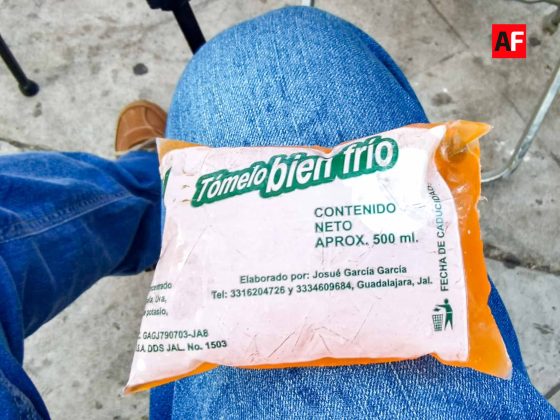 AF
Tómelo bien frío
CONTENIDO
NETO
APROX. 500 ml.
FECHA DE CADUCIDAD
Elaborado por: Josué García García
Tel: 3316204726 y 3334609684, Guadalajara, Jal.
Uva,
potasio,
GAGJ790703-JAB
S.A. DDS JAL. No. 1503